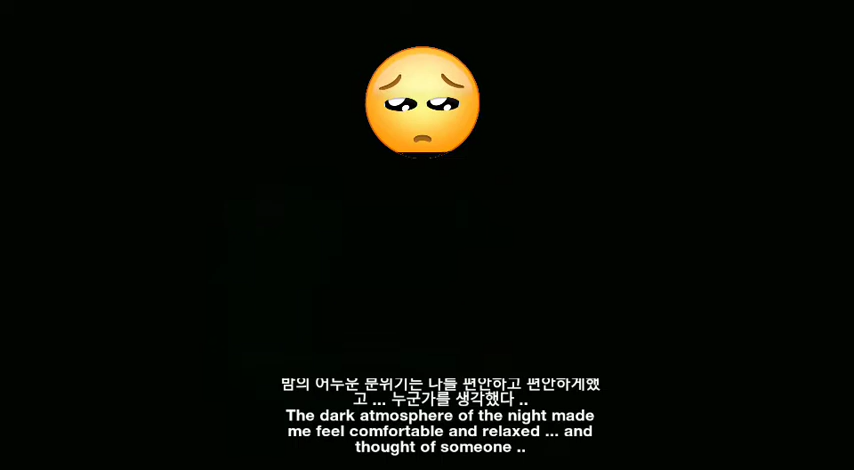 밤의 어두운 분위기는 나를 편안하고 편안하게했
고 ... 누군가를 생각했다 ..
The dark atmosphere of the night made
me feel comfortable and relaxed ... and
thought of someone ..